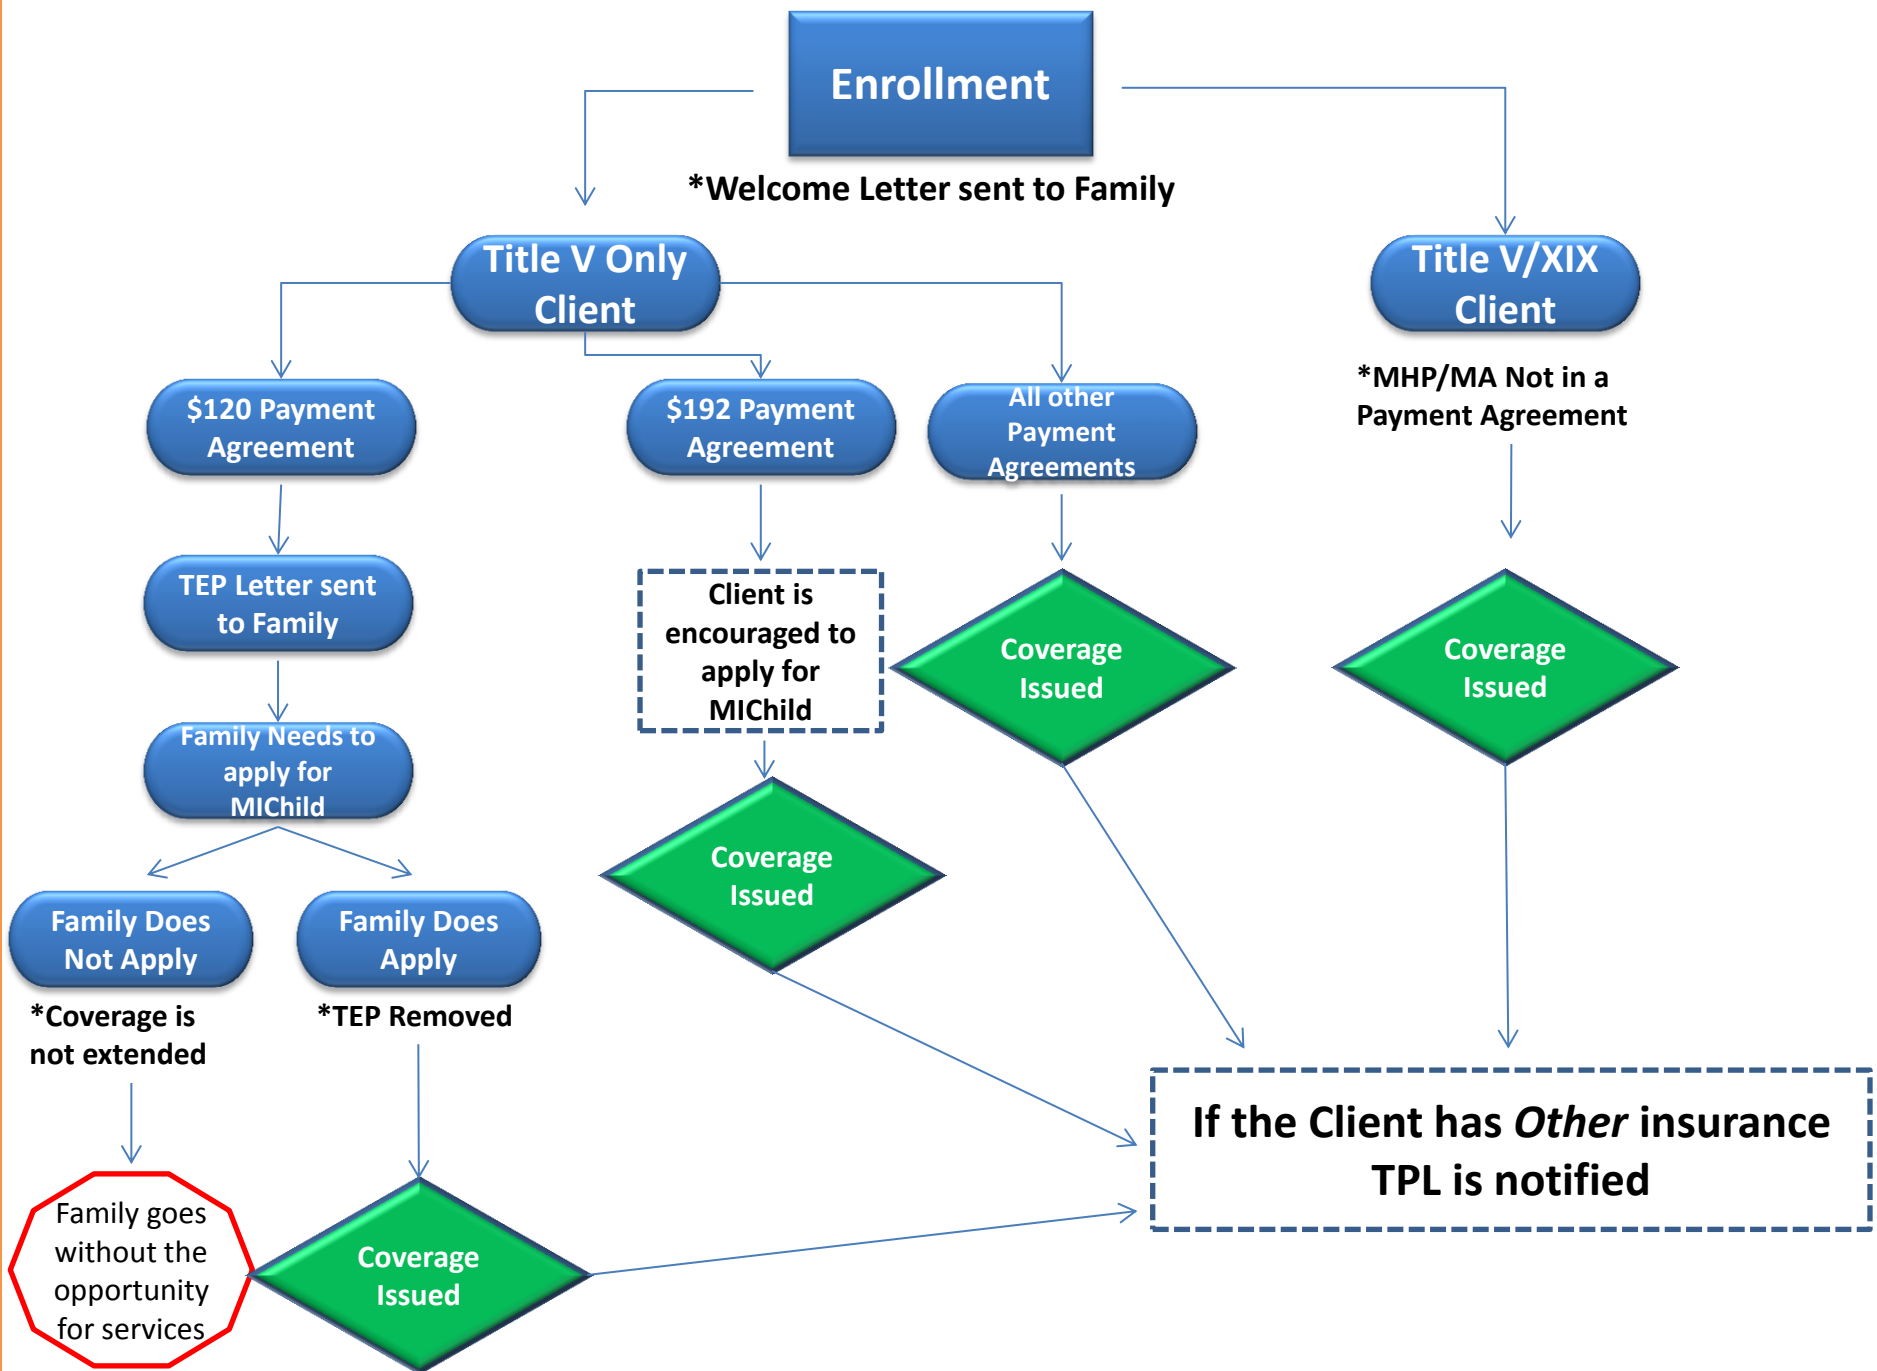 Enrollment
*Welcome Letter sent to Family
Title V Only
Client
Title V/XIX
Client
$120 Payment
Agreement
$192 Payment
Agreement
All other
Payment
Agreements
*MHP/MA Not in a
Payment Agreement
TEP Letter sent
to Family
Client is
encouraged to
apply for
MIChild
Coverage
Issued
Coverage
Issued
Family Needs to
apply for
MIChild
Coverage
Issued
Family Does
Not Apply
Family Does
Apply
*Coverage is
not extended
*TEP Removed
If the Client has Other insurance
TPL is notified
Family goes
without the
opportunity
for services
Coverage
Issued